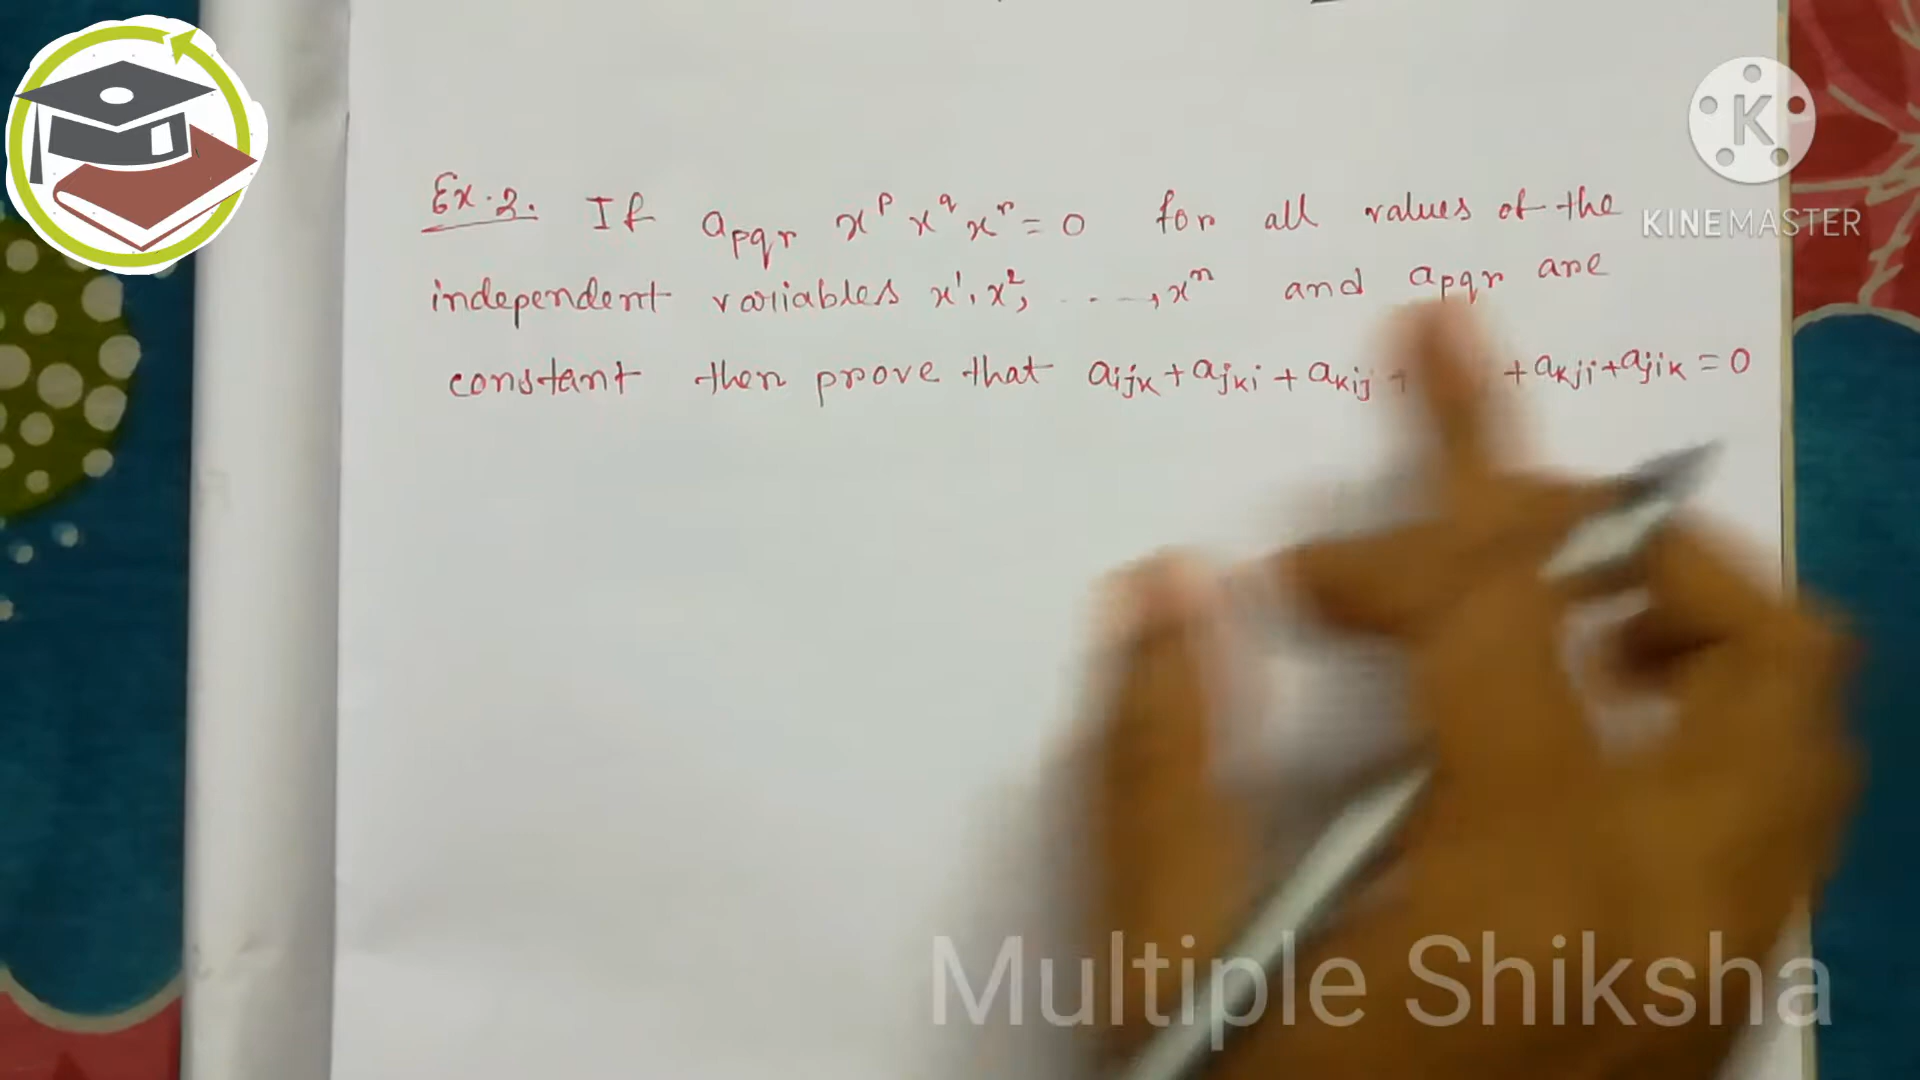 Ex.2. If a_pqr x^p x^q x^r = 0 for all values of the
independent variables x^1, x^2, ..., x^n and a_pqr are
constant then prove that a_ijk + a_jki + a_kij + + a_kji + a_jik = 0
KINEMASTER
Multiple Shiksha